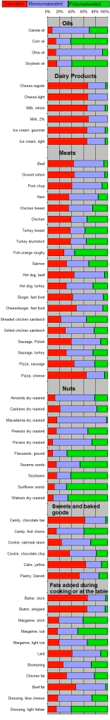 Saturated Monounsaturated Polyunsaturated
0 20% 40% 60% 80% 100%
Oils
Canola oil
Corn oil
Olive oil
Soybean oil
Dairy Products
Cheese regular
Cheese light
Milk, whole
Milk, 2%
Ice cream, gourmet
Ice cream, light
Meats
Beef
Ground sirloin
Pork chop
Ham
Chicken breast
Chicken
Turkey breast
Turkey drumstick
Fish orange roughy
Salmon
Hot dog, beef
Hot dog, turkey
Burger, fast food
Cheeseburger, fast food
Breaded chicken sandwich
Grilled chicken sandwich
Sausage, Polish
Sausage, turkey
Pizza, sausage
Pizza, cheese
Nuts
Almonds dry roasted
Cashews dry roasted
Macadamia dry roasted
Peanuts dry roasted
Pecans dry roasted
Flaxseeds, ground
Sesame seeds
Soybeans
Sunflower seeds
Walnuts dry roasted
Sweets and baked
goods
Candy, chocolate bar
Candy, fruit chews
Cookie, oatmeal raisin
Cookie, chocolate chip
Cake, yellow
Pastry, Danish
Fats added during
cooking or at the table
Butter, stick
Butter, whipped
Margarine, stick
Margarine, tub
Margarine, light tub
Lard
Shortening
Chicken fat
Beef fat
Dressing, blue cheese
Dressing, light Italian